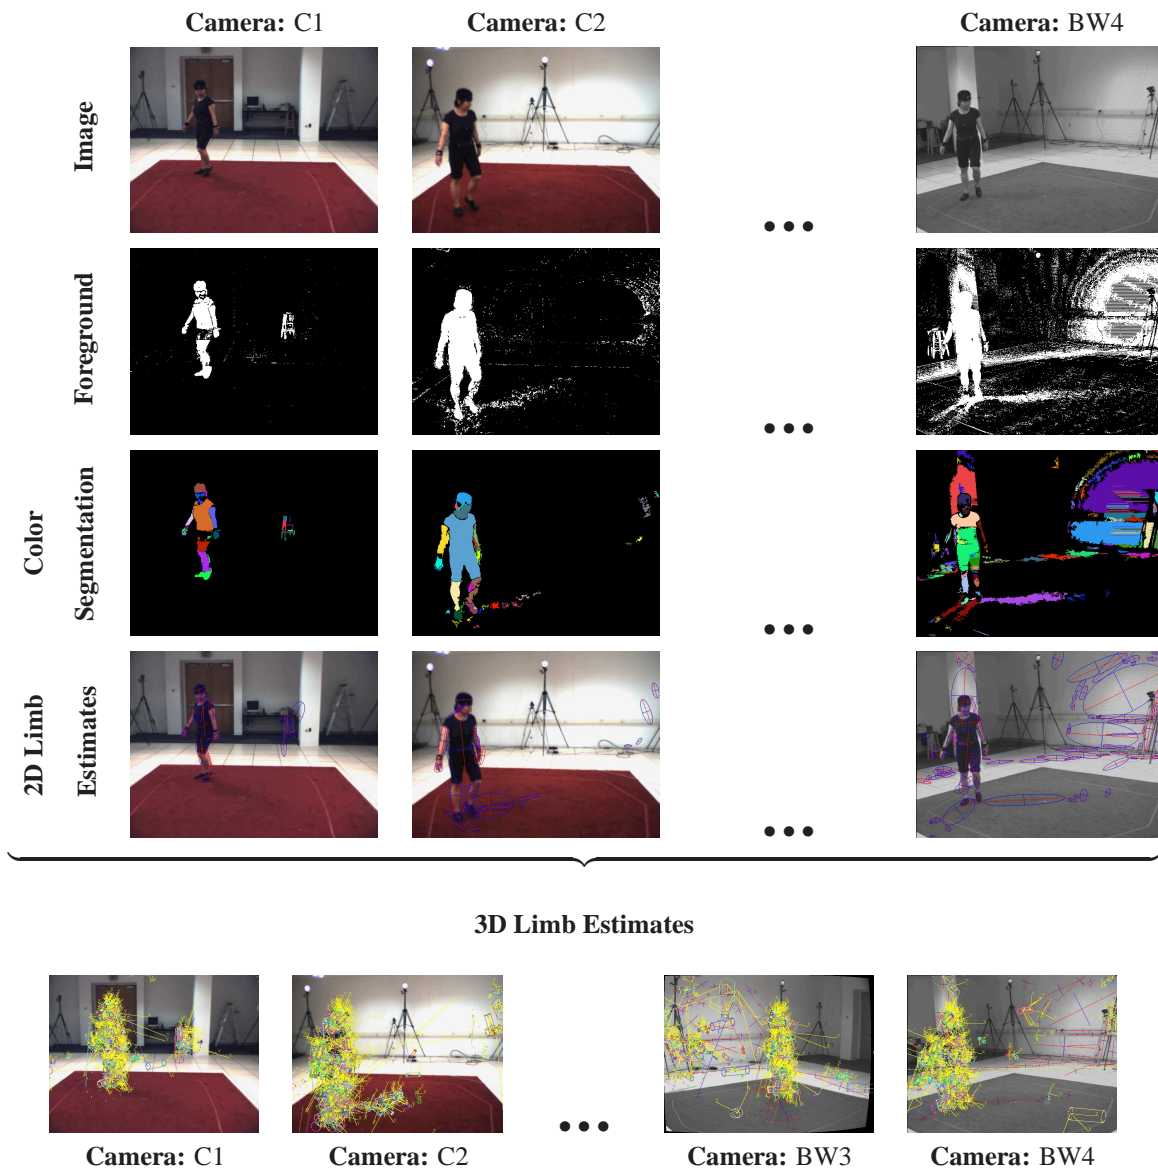 Camera: C1
Camera: C2
Camera: BW4
Image
Foreground
Color
Segmentation
2D Limb
Estimates
3D Limb Estimates
Camera: C1
Camera: C2
Camera: BW3
Camera: BW4